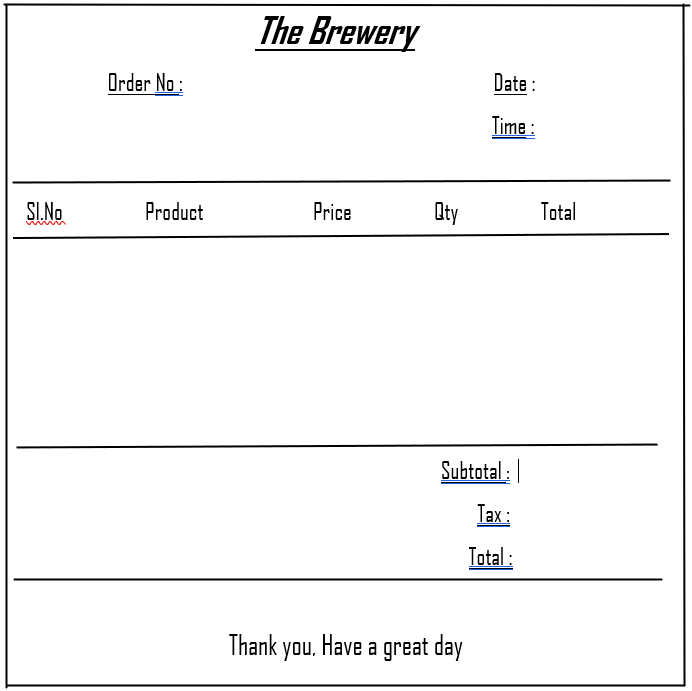 The Brewery
Order No : Date :
Time :
Sl.No Product Price Qty Total
Subtotal :
Tax :
Total :
Thank you, Have a great day